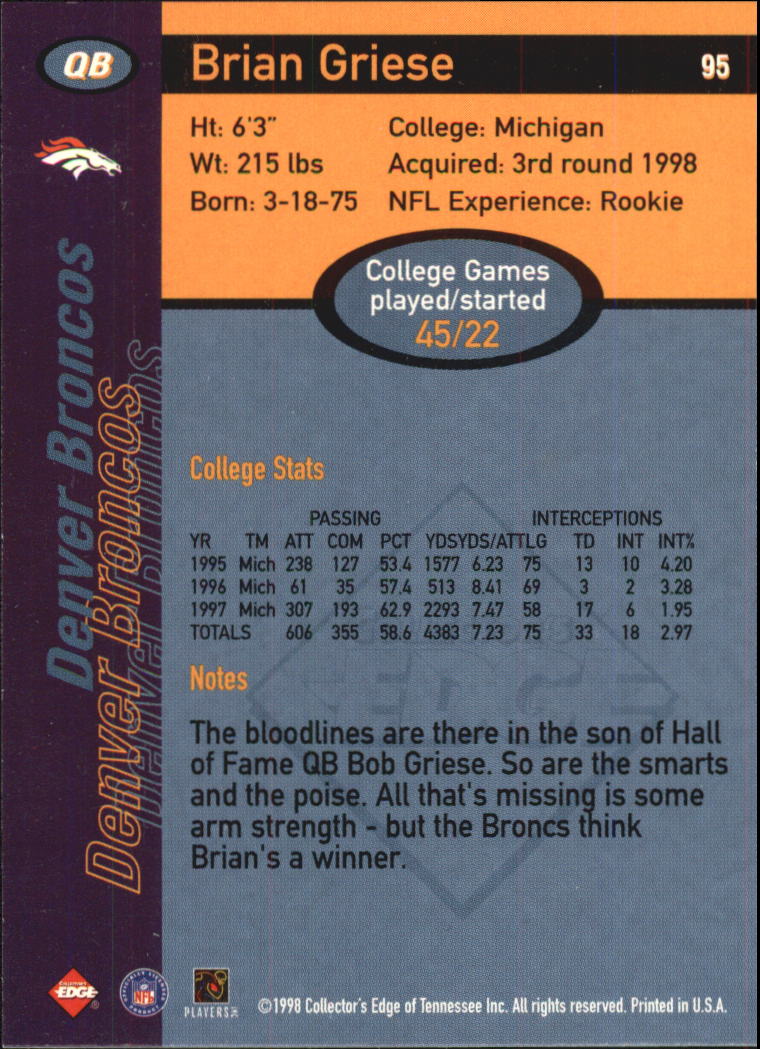 QB
Brian Griese 95
Ht: 6'3" College: Michigan
Wt: 215 lbs Acquired: 3rd round 1998
Born: 3-18-75 NFL Experience: Rookie
College Games
played/started
45/22
Denver Broncos
Denver Broncos
Denver Broncos
College Stats
PASSING INTERCEPTIONS
YR TM ATT COM PCT YDSYDS/ATTLG TD INT INT%
1995 Mich 238 127 53.4 1577 6.23 75 13 10 4.20
1996 Mich 61 35 57.4 513 8.41 69 3 2 3.28
1997 Mich 307 193 62.9 2293 7.47 58 17 6 1.95
TOTALS 606 355 58.6 4383 7.23 75 33 18 2.97
EDGE
Notes
The bloodlines are there in the son of Hall
of Fame QB Bob Griese. So are the smarts
and the poise. All that's missing is some
arm strength - but the Broncs think
Brian's a winner.
EDGE
NFL
PLAYERS INC
©1998 Collector's Edge of Tennessee Inc. All rights reserved. Printed in U.S.A.